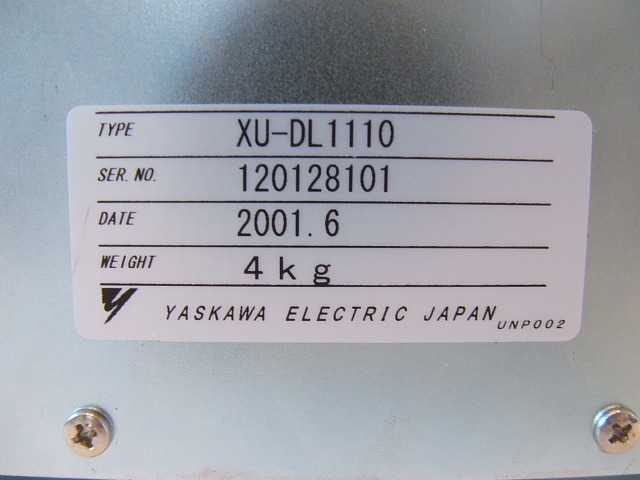 TYPE XU-DL1110
SER. NO. 120128101
DATE 2001.6
WEIGHT 4kg
YASKAWA ELECTRIC JAPAN UNP002